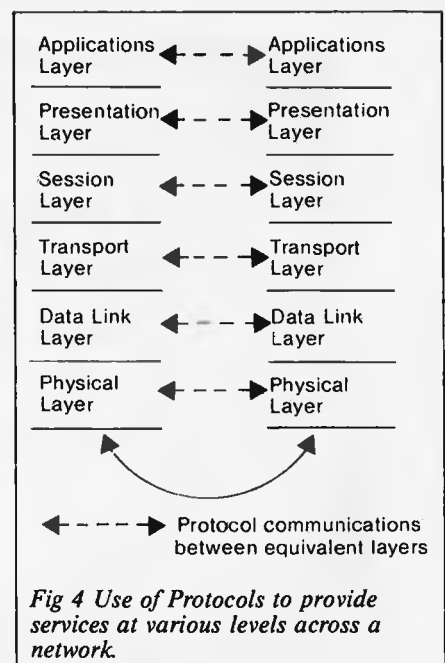 Applications Layer Applications Layer
Presentation Layer Presentation Layer
Session Layer Session Layer
Transport Layer Transport Layer
Data Link Layer Data Link Layer
Physical Layer Physical Layer
Protocol communications
between equivalent layers
Fig 4 Use of Protocols to provide
services at various levels across a
network.